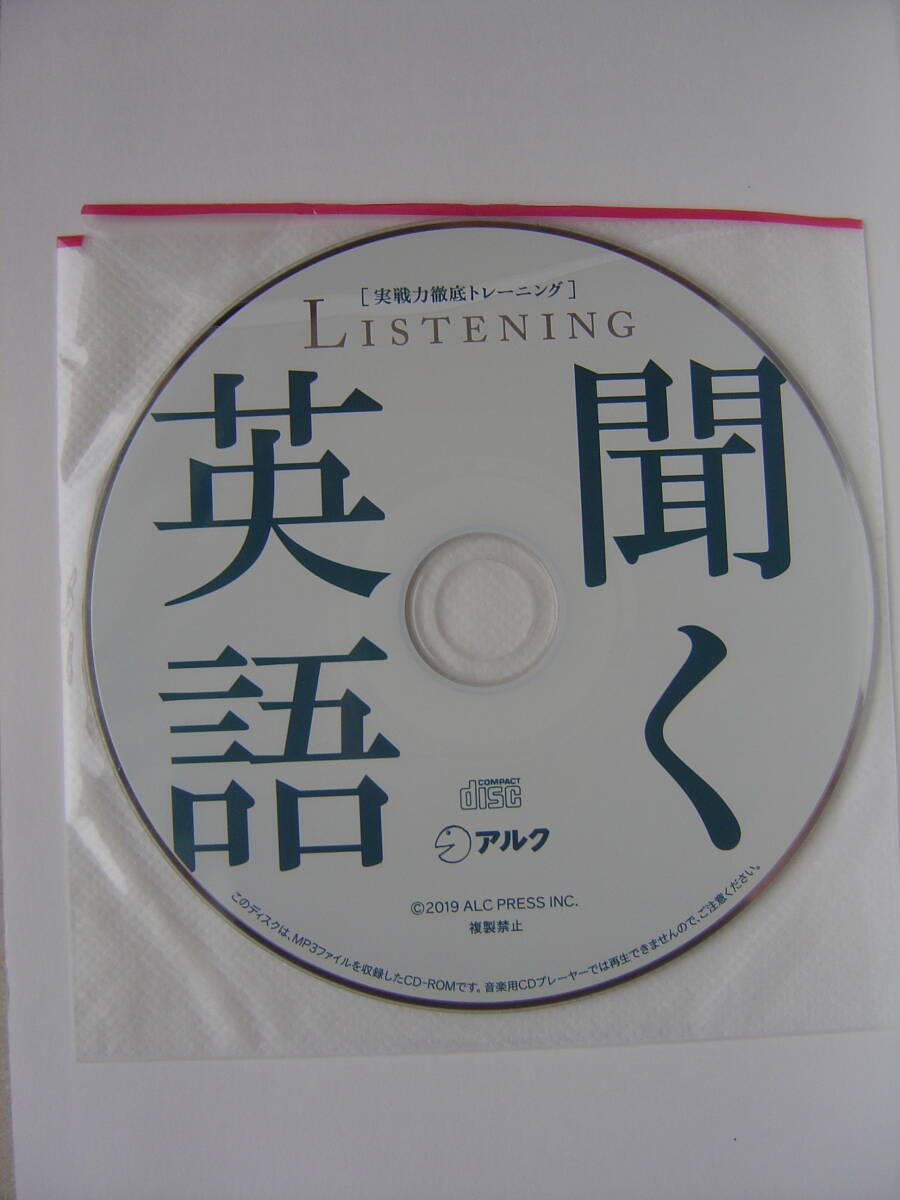 ［実戦力徹底トレーニング］
LISTENING
聞く
英語
COMPACT
disc
アルク
©2019 ALC PRESS INC.
複製禁止
このディスクは、MP3ファイルを収録したCD-ROMです。音楽用CDプレーヤーでは再生できませんので、ご注意ください。